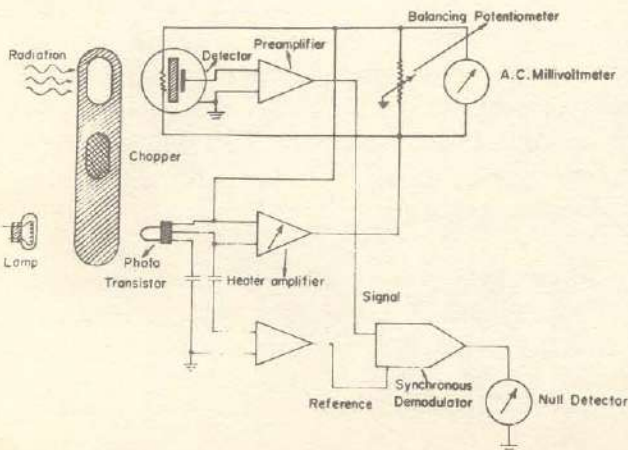 Balancing Potentiometer
Radiation
Detector
Preamplifier
A.C. Millivoltmeter
Chopper
Lamp
Photo
Transistor
Heater amplifier
Signal
Reference
Synchronous
Demodulator
Null Detector